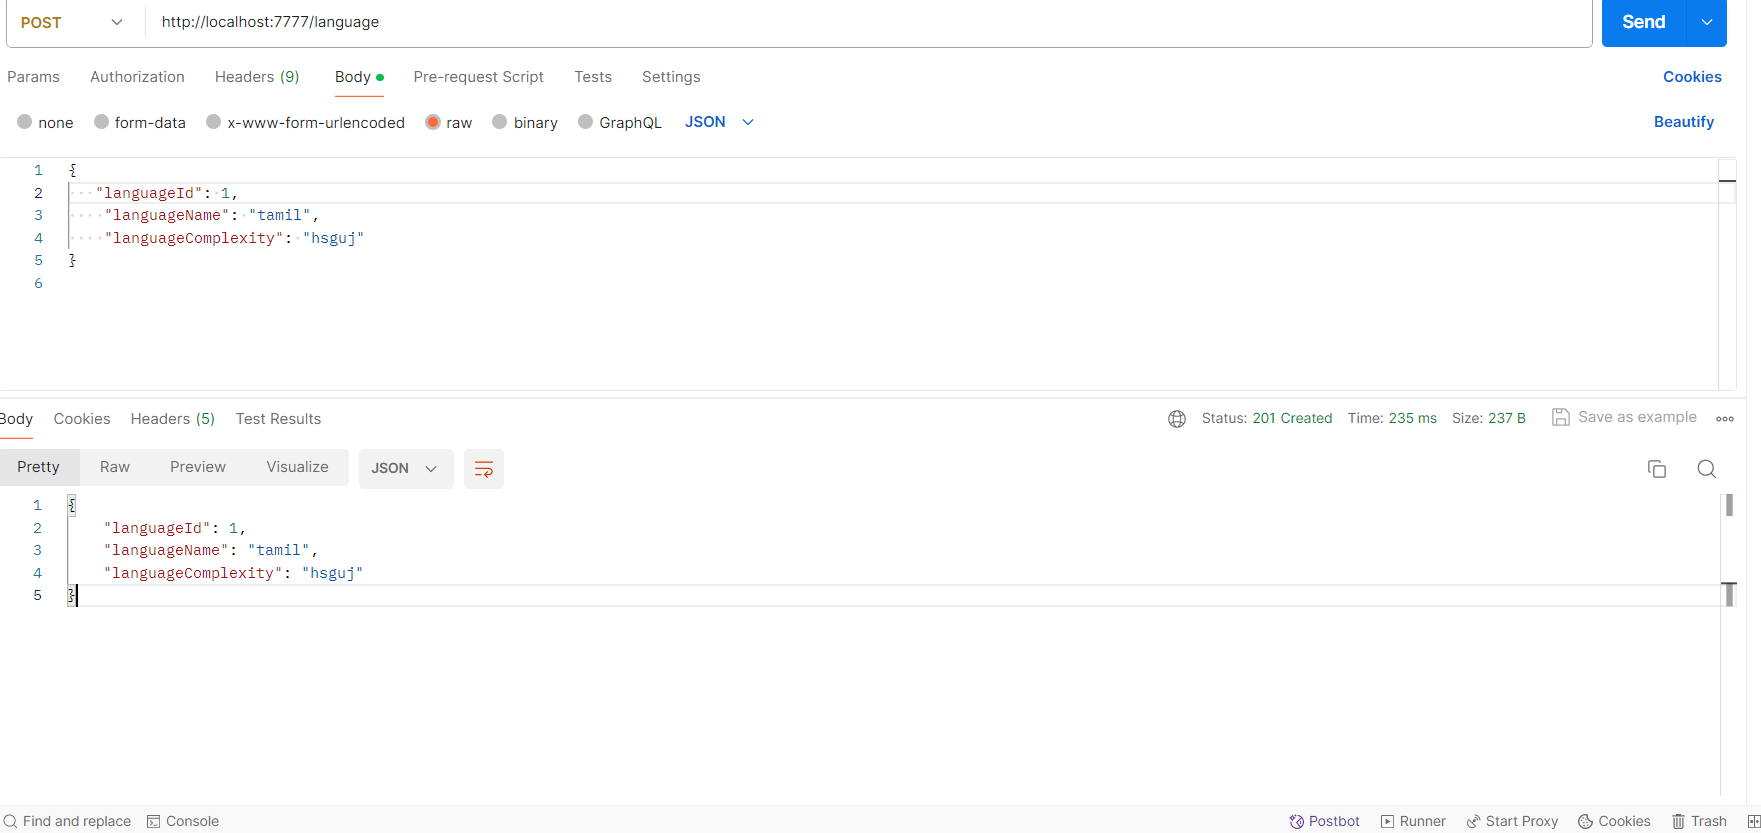 POST http://localhost:7777/language Send
Params Authorization Headers (9) Body Pre-request Script Tests Settings Cookies
none form-data x-www-form-urlencoded raw binary GraphQL JSON Beautify
1 {
2 "languageId": 1,
3 "languageName": "tamil",
4 "languageComplexity": "hsguj"
5 }
6
Body Cookies Headers (5) Test Results Status: 201 Created Time: 235 ms Size: 237 B Save as example
Pretty Raw Preview Visualize JSON
1 {
2 "languageId": 1,
3 "languageName": "tamil",
4 "languageComplexity": "hsguj"
5 }
Find and replace Console Postbot Runner Start Proxy Cookies Trash